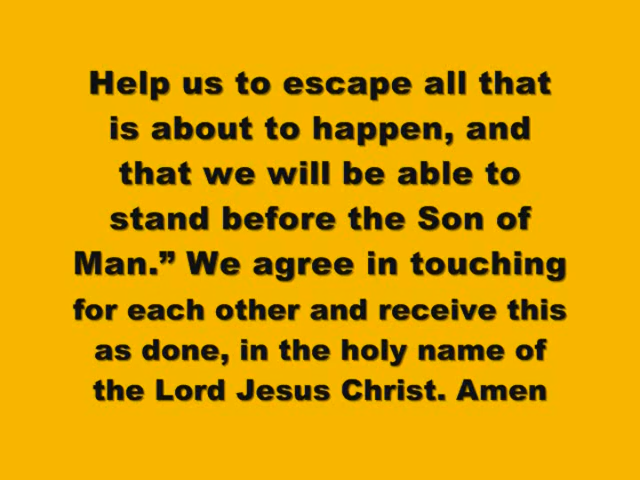 Help us to escape all that
is about to happen, and
that we will be able to
stand before the Son of
Man.” We agree in touching
for each other and receive this
as done, in the holy name of
the Lord Jesus Christ. Amen